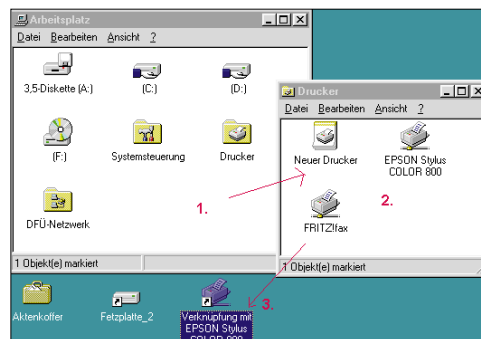 Arbeitsplatz
Datei Bearbeiten Ansicht ?
3,5-Diskette (A:) (C:) (D:)
(F:) Systemsteuerung Drucker
DFÜ-Netzwerk
1 Objekt(e) markiert
Drucker
Datei Bearbeiten Ansicht ?
Neuer Drucker EPSON Stylus
COLOR 800
FRITZ!fax
1 Objekt(e) markiert
1.
2.
3.
Aktenkoffer Fetzplatte_2 Verknüpfung mit
EPSON Stylus
COLOR 800